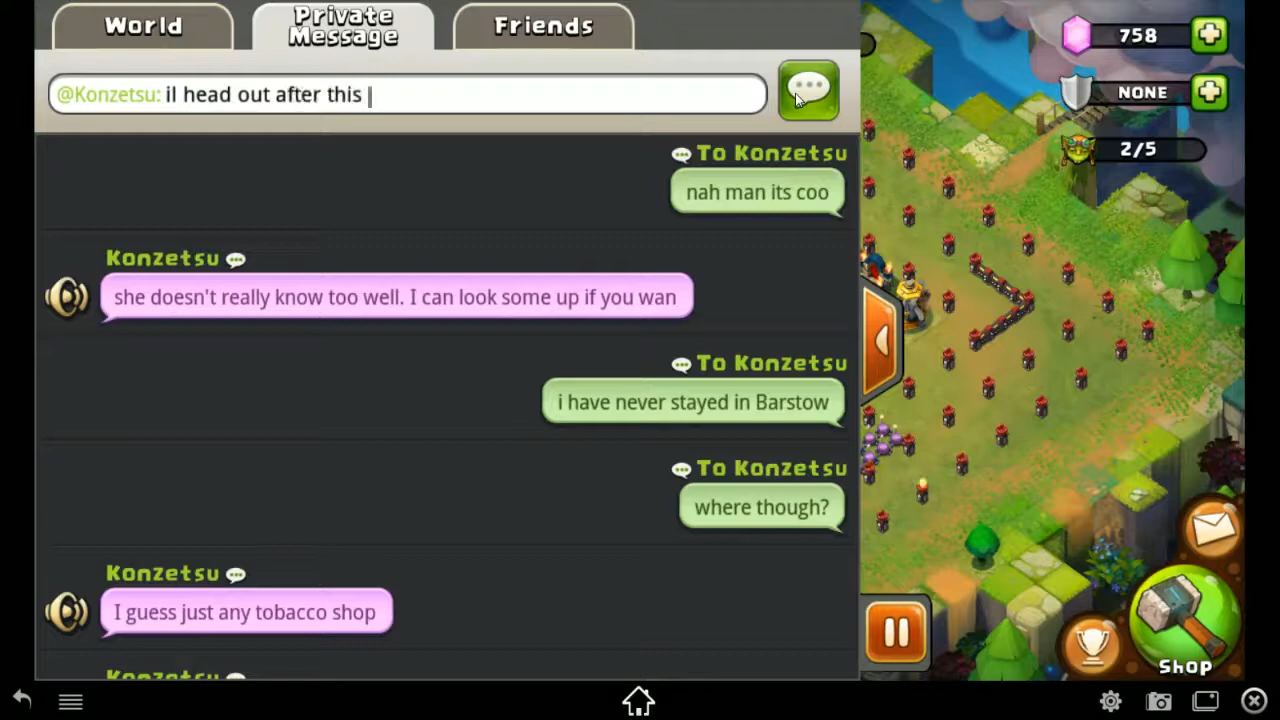 World
Private
Message
Friends
758
@Konzetsu: il head out after this
NONE
2/5
To Konzetsu
nah man its coo
Konzetsu
she doesn't really know too well. I can look some up if you wan
To Konzetsu
i have never stayed in Barstow
To Konzetsu
where though?
Konzetsu
I guess just any tobacco shop
Konzetsu
Shop